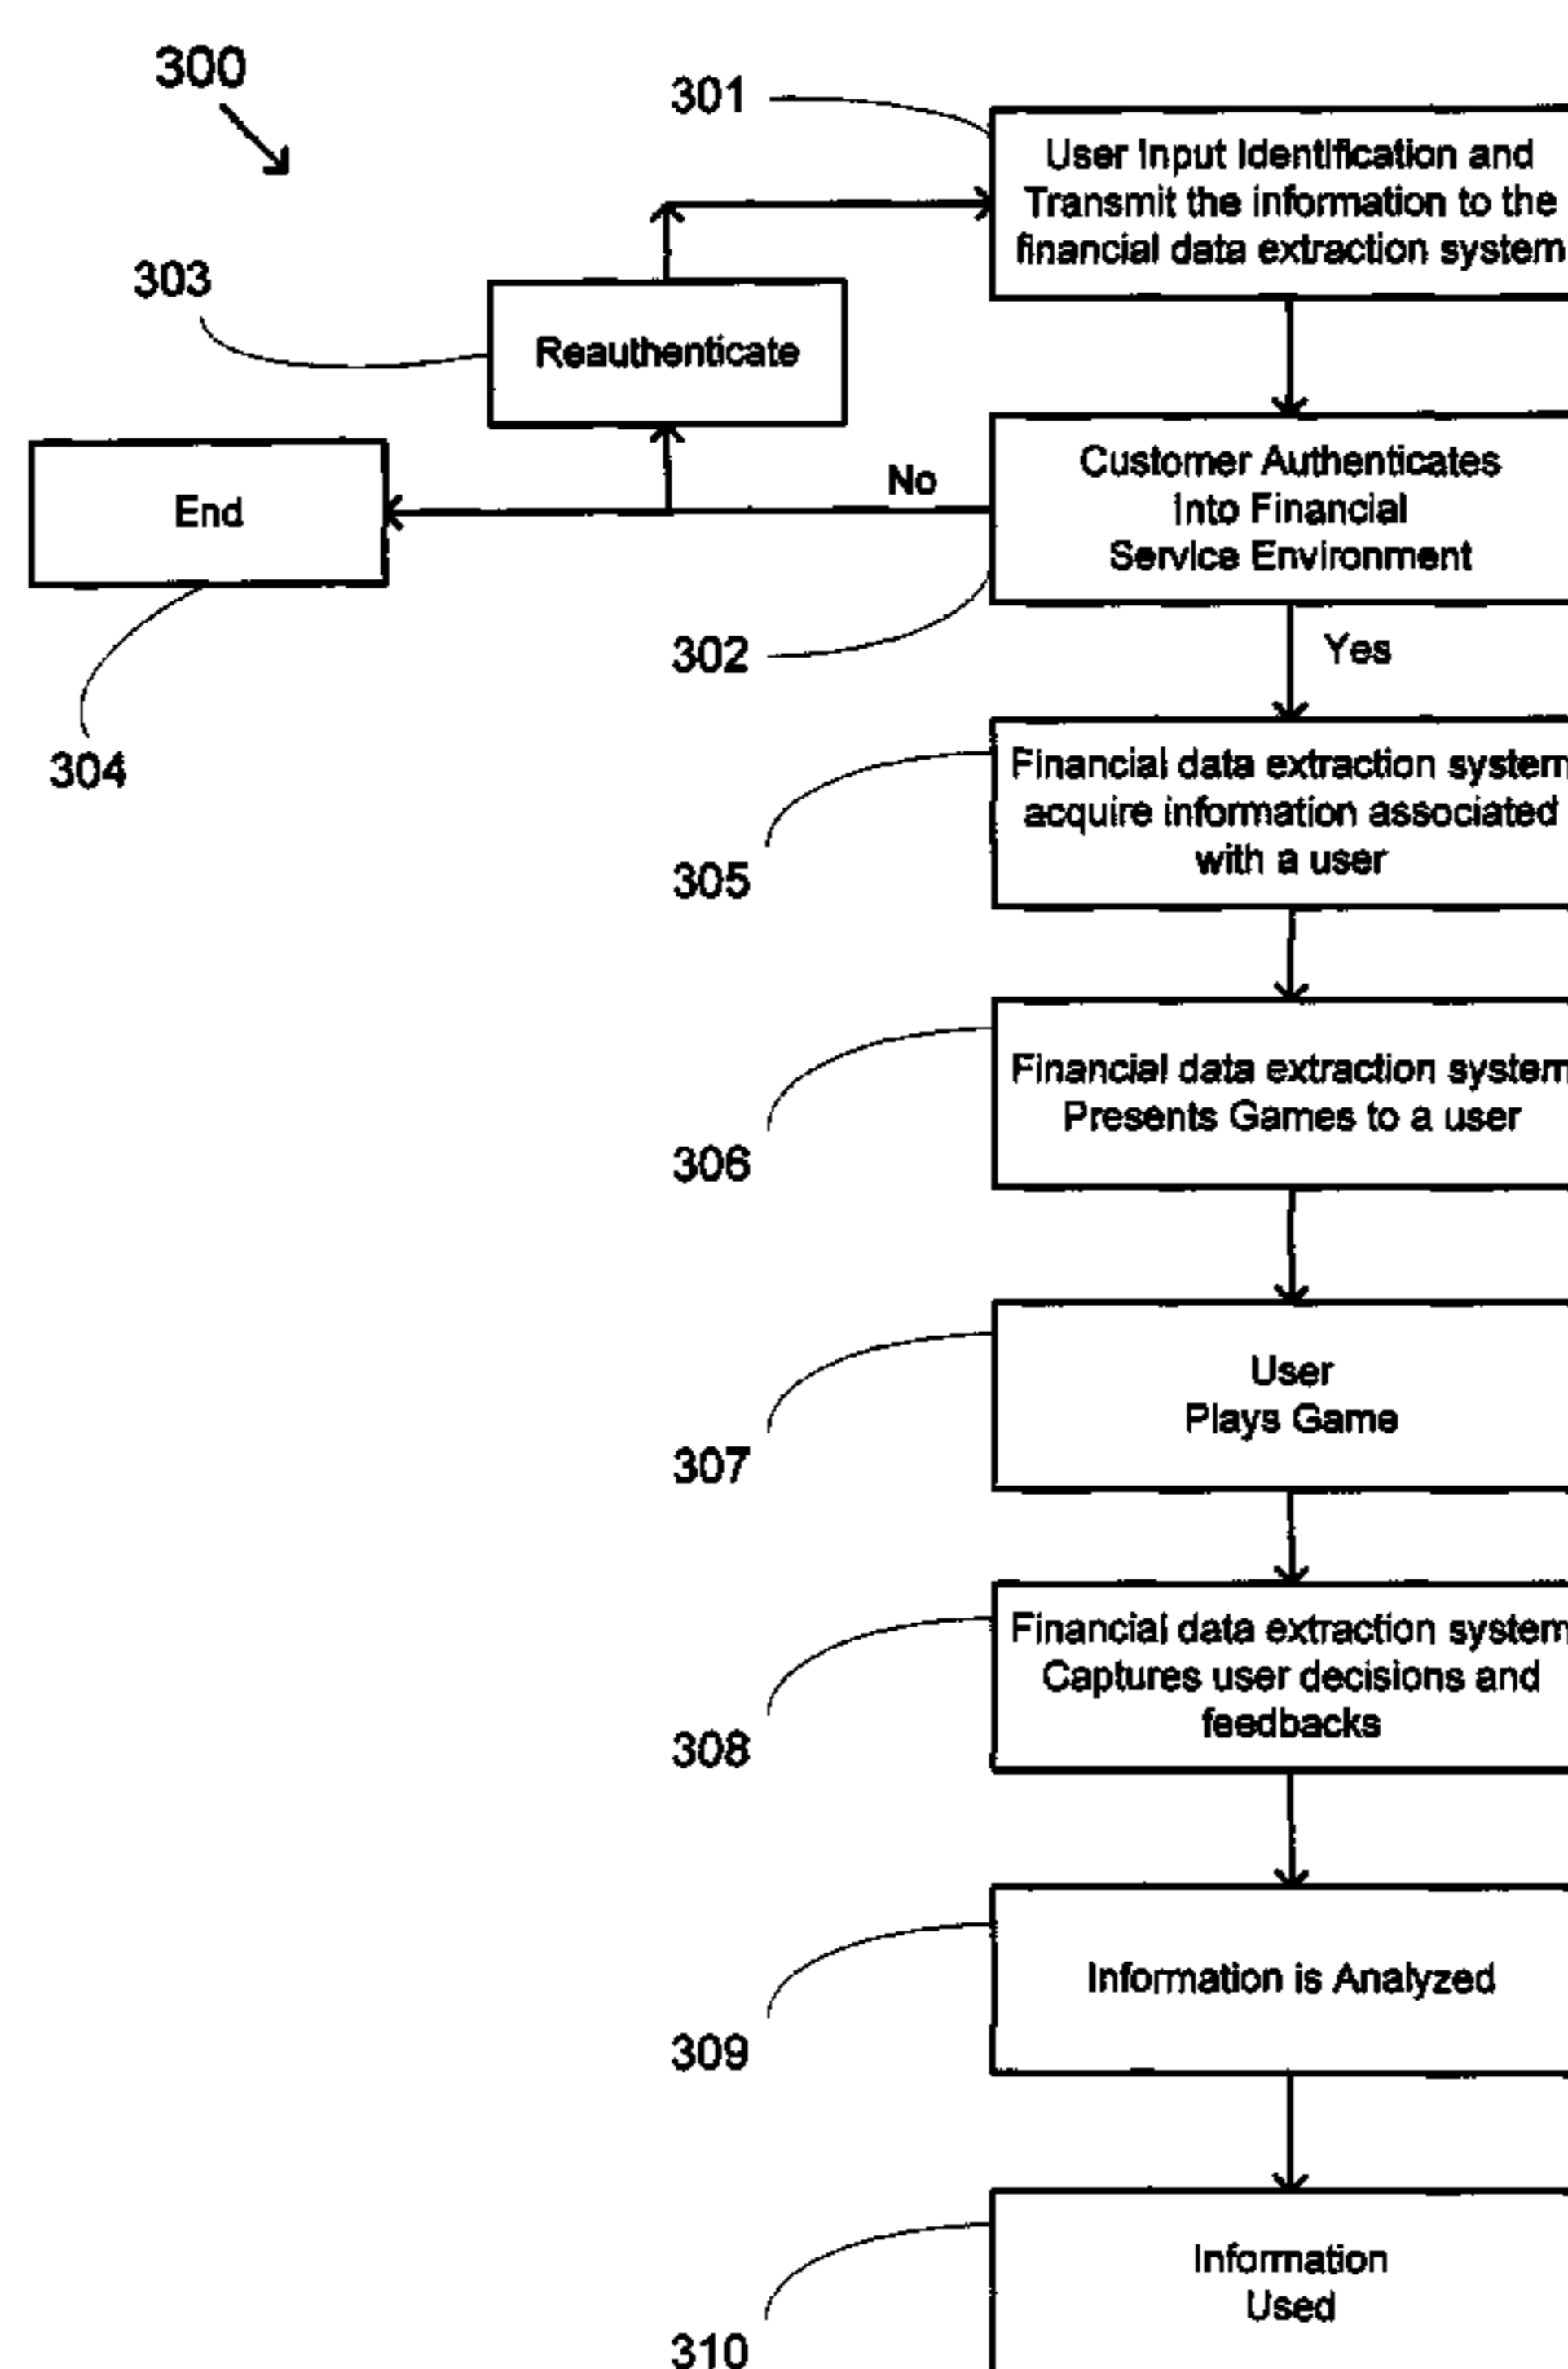 300
301
User Input Identification and
Transmit the information to the
financial data extraction system
303
Reauthenticate
End
No
Customer Authenticates
Into Financial
Service Environment
302
Yes
304
Financial data extraction system
acquire information associated
with a user
305
Financial data extraction system
Presents Games to a user
306
User
Plays Game
307
Financial data extraction system
Captures user decisions and
feedbacks
308
Information is Analyzed
309
Information
Used
310